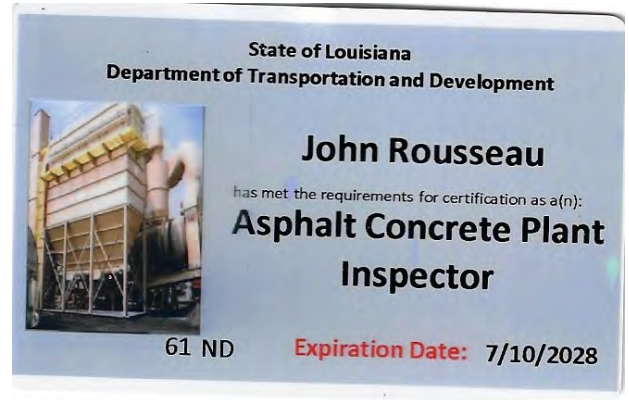 State of Louisiana
Department of Transportation and Development
John Rousseau
has met the requirements for certification as a(n):
Asphalt Concrete Plant
Inspector
61 ND
Expiration Date: 7/10/2028